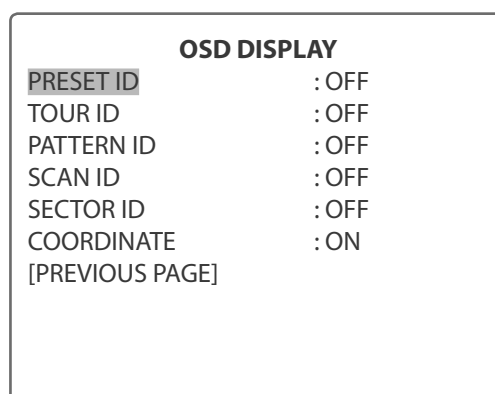 OSD DISPLAY
PRESET ID : OFF
TOUR ID : OFF
PATTERN ID : OFF
SCAN ID : OFF
SECTOR ID : OFF
COORDINATE : ON
[PREVIOUS PAGE]